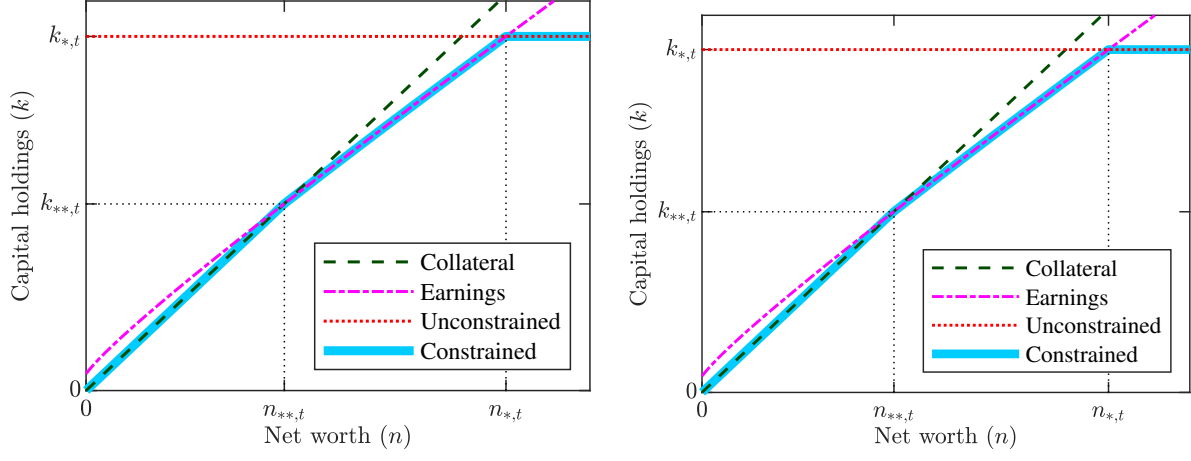 Capital holdings (k)
k_{*,t}
k_{**,t}
0
0
n_{**,t}
n_{*,t}
Net worth (n)
Collateral
Earnings
Unconstrained
Constrained
Capital holdings (k)
k_{*,t}
k_{**,t}
0
0
n_{**,t}
n_{*,t}
Net worth (n)
Collateral
Earnings
Unconstrained
Constrained